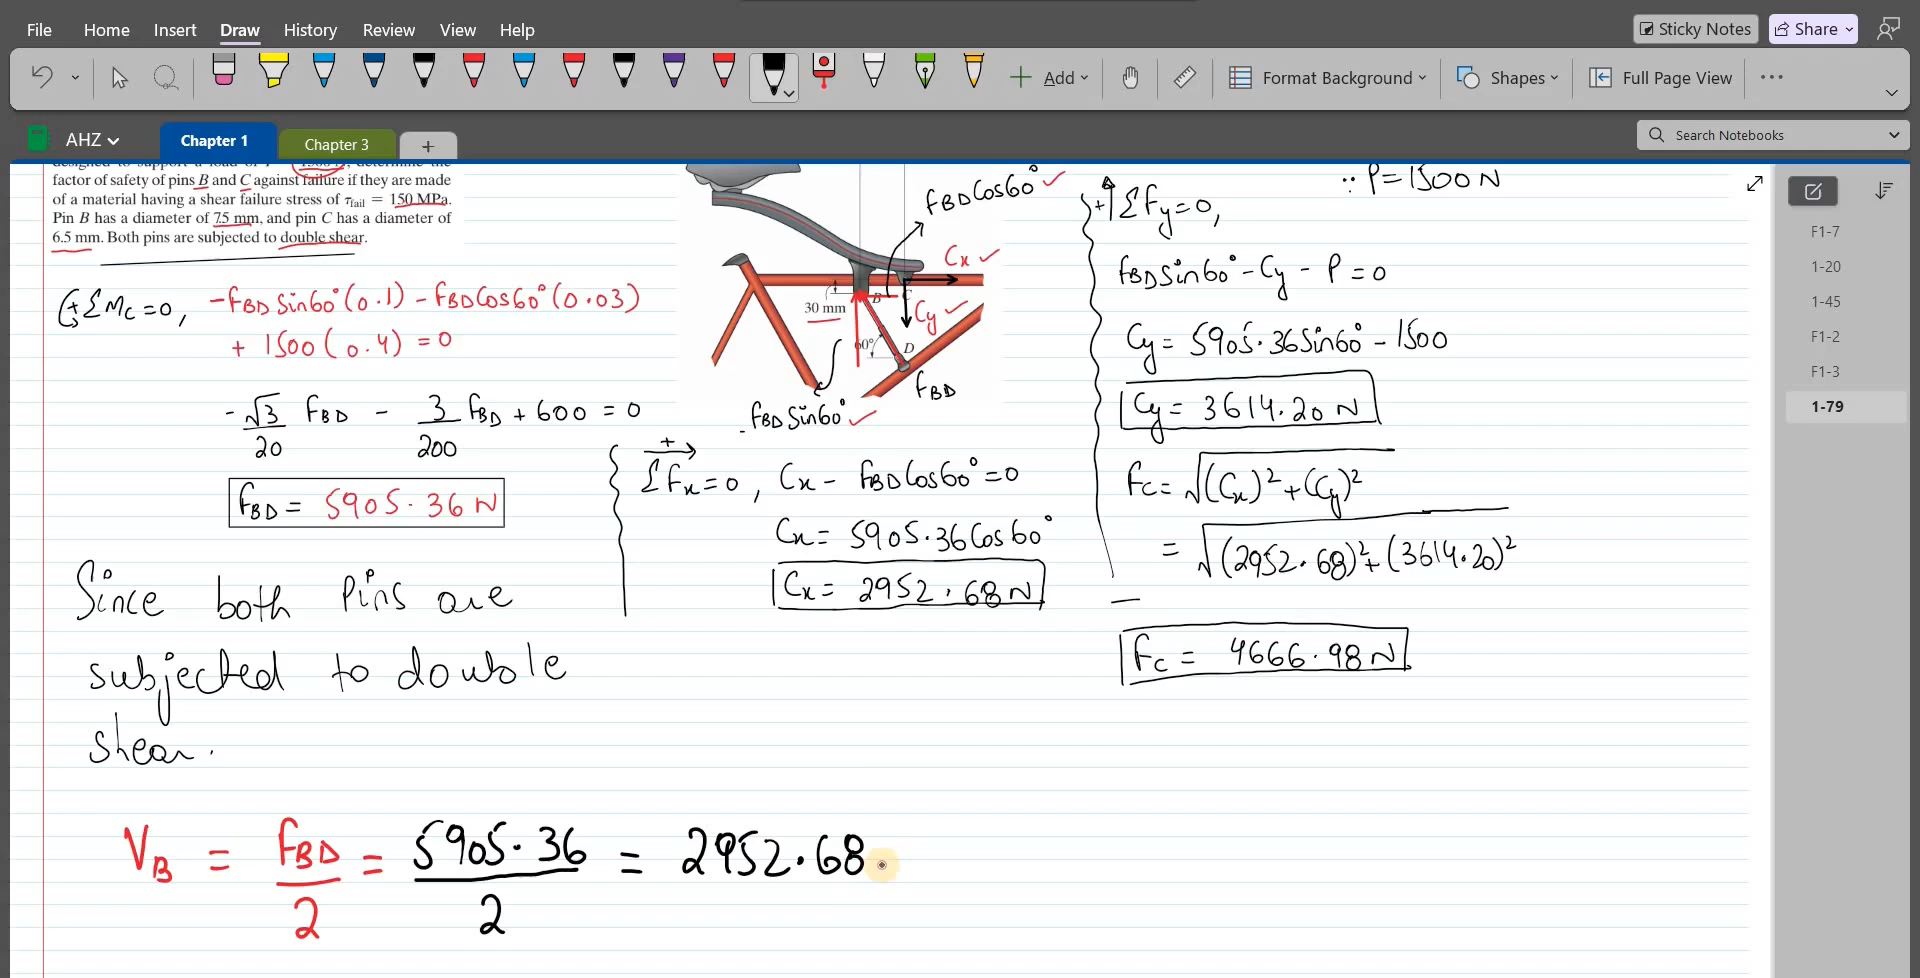 File Home Insert Draw History Review View Help
Sticky Notes Share
Add Format Background Shapes Full Page View
AHZ Chapter 1 Chapter 3 + Search Notebooks
factor of safety of pins B and C against failure if they are made
of a material having a shear failure stress of τfail = 150 MPa.
Pin B has a diameter of 7.5 mm, and pin C has a diameter of
6.5 mm. Both pins are subjected to double shear.
ΣMc=0, -FBD Sin60°(0.1) - FBD Cos60°(0.03)
+ 1500(0.4) = 0
-√3/20 FBD - 3/200 FBD + 600 = 0
FBD = 5905.36 N
Since both Pins are
subjected to double
shear.
VB = FBD/2 = 5905.36/2 = 2952.68
FBD Cos60°
Cx
B
C
30 mm
Cy
60°
D
FBD
FBD Sin60°
+
ΣFx=0, Cx - FBD Cos60°=0
Cx = 5905.36 Cos60°
Cx = 2952.68 N
∵ P=1500 N
+ ΣFy=0,
FBD Sin60° - Cy - P = 0
Cy = 5905.36 Sin60° - 1500
Cy = 3614.20 N
Fc = √(Cx)²+(Cy)²
= √(2952.68)²+(3614.20)²
Fc = 4666.98 N
F1-7
1-20
1-45
F1-2
F1-3
1-79